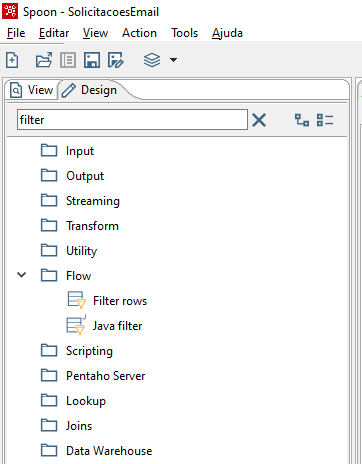 Spoon - SolicitacoesEmail
File Editar View Action Tools Ajuda
View Design
filter
Input
Output
Streaming
Transform
Utility
Flow
Filter rows
Java filter
Scripting
Pentaho Server
Lookup
Joins
Data Warehouse